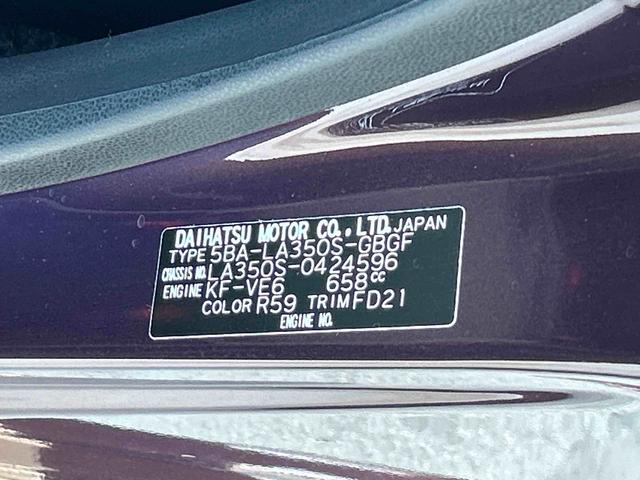 DAIHATSU MOTOR CO., LTD. JAPAN
TYPE 5BA-LA350S-GBGF
CHASSIS NO. LA350S-0424596
ENGINE KF-VE6 658cc
COLOR R59 TRIM FD21
ENGINE NO.